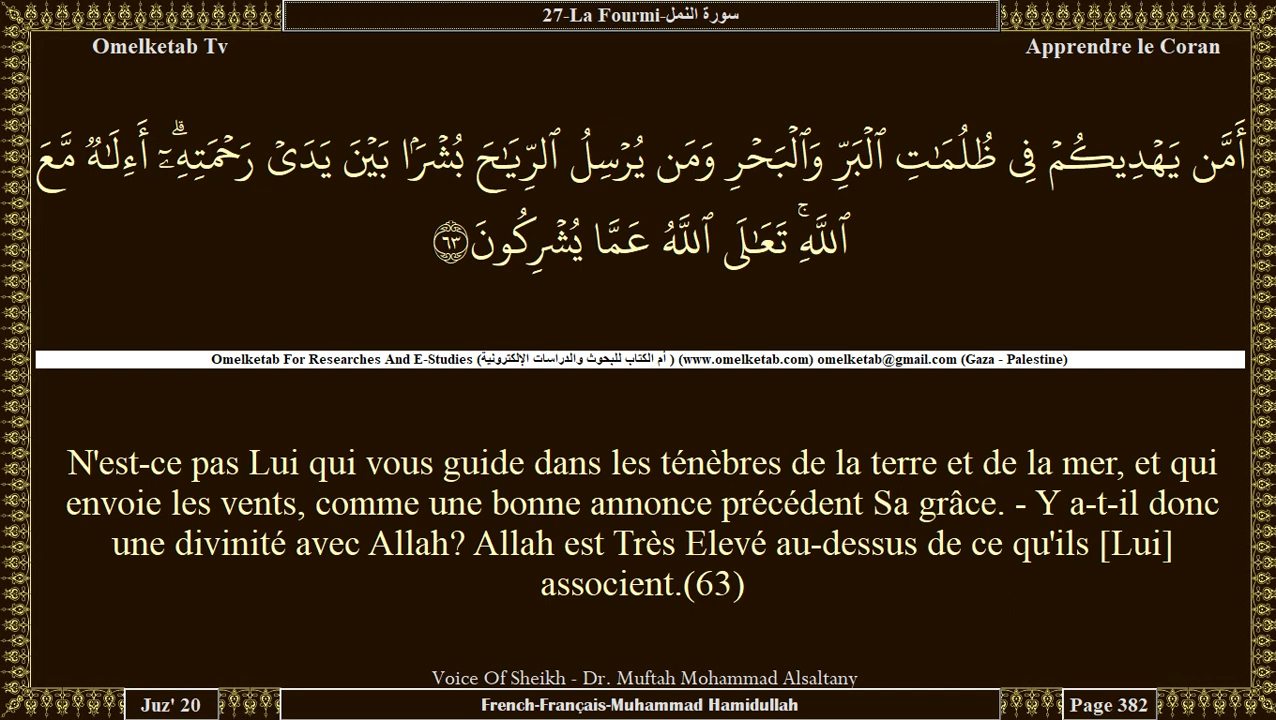 27-La Fourmi-سورة النمل
Omelketab Tv
Apprendre le Coran
أَمَّن يَهْدِيكُمْ فِى ظُلُمَـٰتِ ٱلْبَرِّ وَٱلْبَحْرِ وَمَن يُرْسِلُ ٱلرِّيَـٰحَ بُشْرًۢا بَيْنَ يَدَىْ رَحْمَتِهِۦٓ ۗ أَءِلَـٰهٌ مَّعَ
ٱللَّهِ ۚ تَعَـٰلَى ٱللَّهُ عَمَّا يُشْرِكُونَ ٦٣
Omelketab For Researches And E-Studies (أم الكتاب للبحوث والدراسات الإلكترونية ) (www.omelketab.com) omelketab@gmail.com (Gaza - Palestine)
N'est-ce pas Lui qui vous guide dans les ténèbres de la terre et de la mer, et qui
envoie les vents, comme une bonne annonce précédent Sa grâce. - Y a-t-il donc
une divinité avec Allah? Allah est Très Elevé au-dessus de ce qu'ils [Lui]
associent.(63)
Voice Of Sheikh - Dr. Muftah Mohammad Alsaltany
Juz' 20
French-Français-Muhammad Hamidullah
Page 382